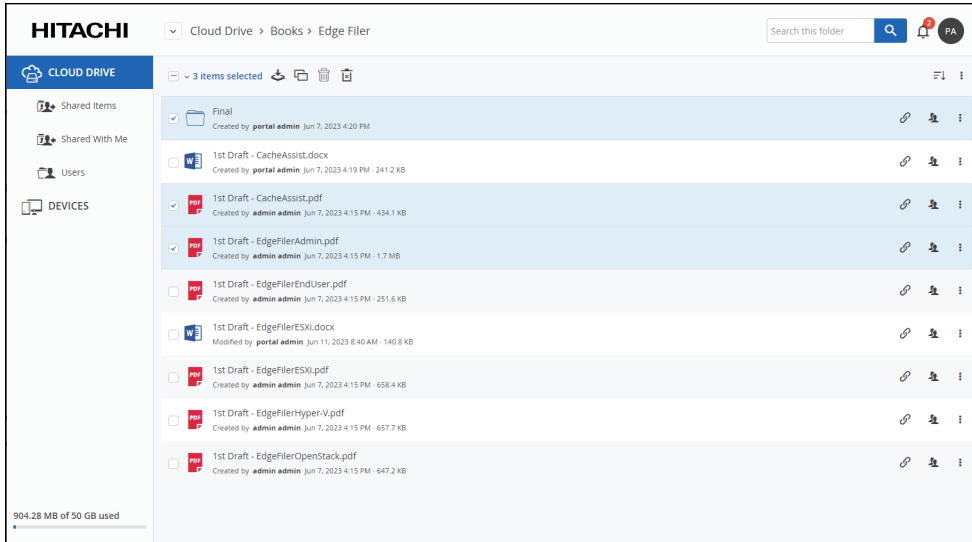 HITACHI
Cloud Drive > Books > Edge Filer
Search this folder
2
PA
CLOUD DRIVE
Shared Items
Shared With Me
Users
DEVICES
904.28 MB of 50 GB used
3 items selected
Final
Created by portal admin Jun 7, 2023 4:20 PM
W
1st Draft - CacheAssist.docx
Created by portal admin Jun 7, 2023 4:19 PM · 241.2 KB
PDF
1st Draft - CacheAssist.pdf
Created by admin admin Jun 7, 2023 4:15 PM · 434.1 KB
PDF
1st Draft - EdgeFilerAdmin.pdf
Created by admin admin Jun 7, 2023 4:15 PM · 1.7 MB
PDF
1st Draft - EdgeFilerEndUser.pdf
Created by admin admin Jun 7, 2023 4:15 PM · 251.6 KB
W
1st Draft - EdgeFilerESXi.docx
Modified by portal admin Jun 11, 2023 8:40 AM · 140.8 KB
PDF
1st Draft - EdgeFilerESXi.pdf
Created by admin admin Jun 7, 2023 4:15 PM · 658.4 KB
PDF
1st Draft - EdgeFilerHyper-V.pdf
Created by admin admin Jun 7, 2023 4:15 PM · 657.7 KB
PDF
1st Draft - EdgeFilerOpenStack.pdf
Created by admin admin Jun 7, 2023 4:15 PM · 647.2 KB